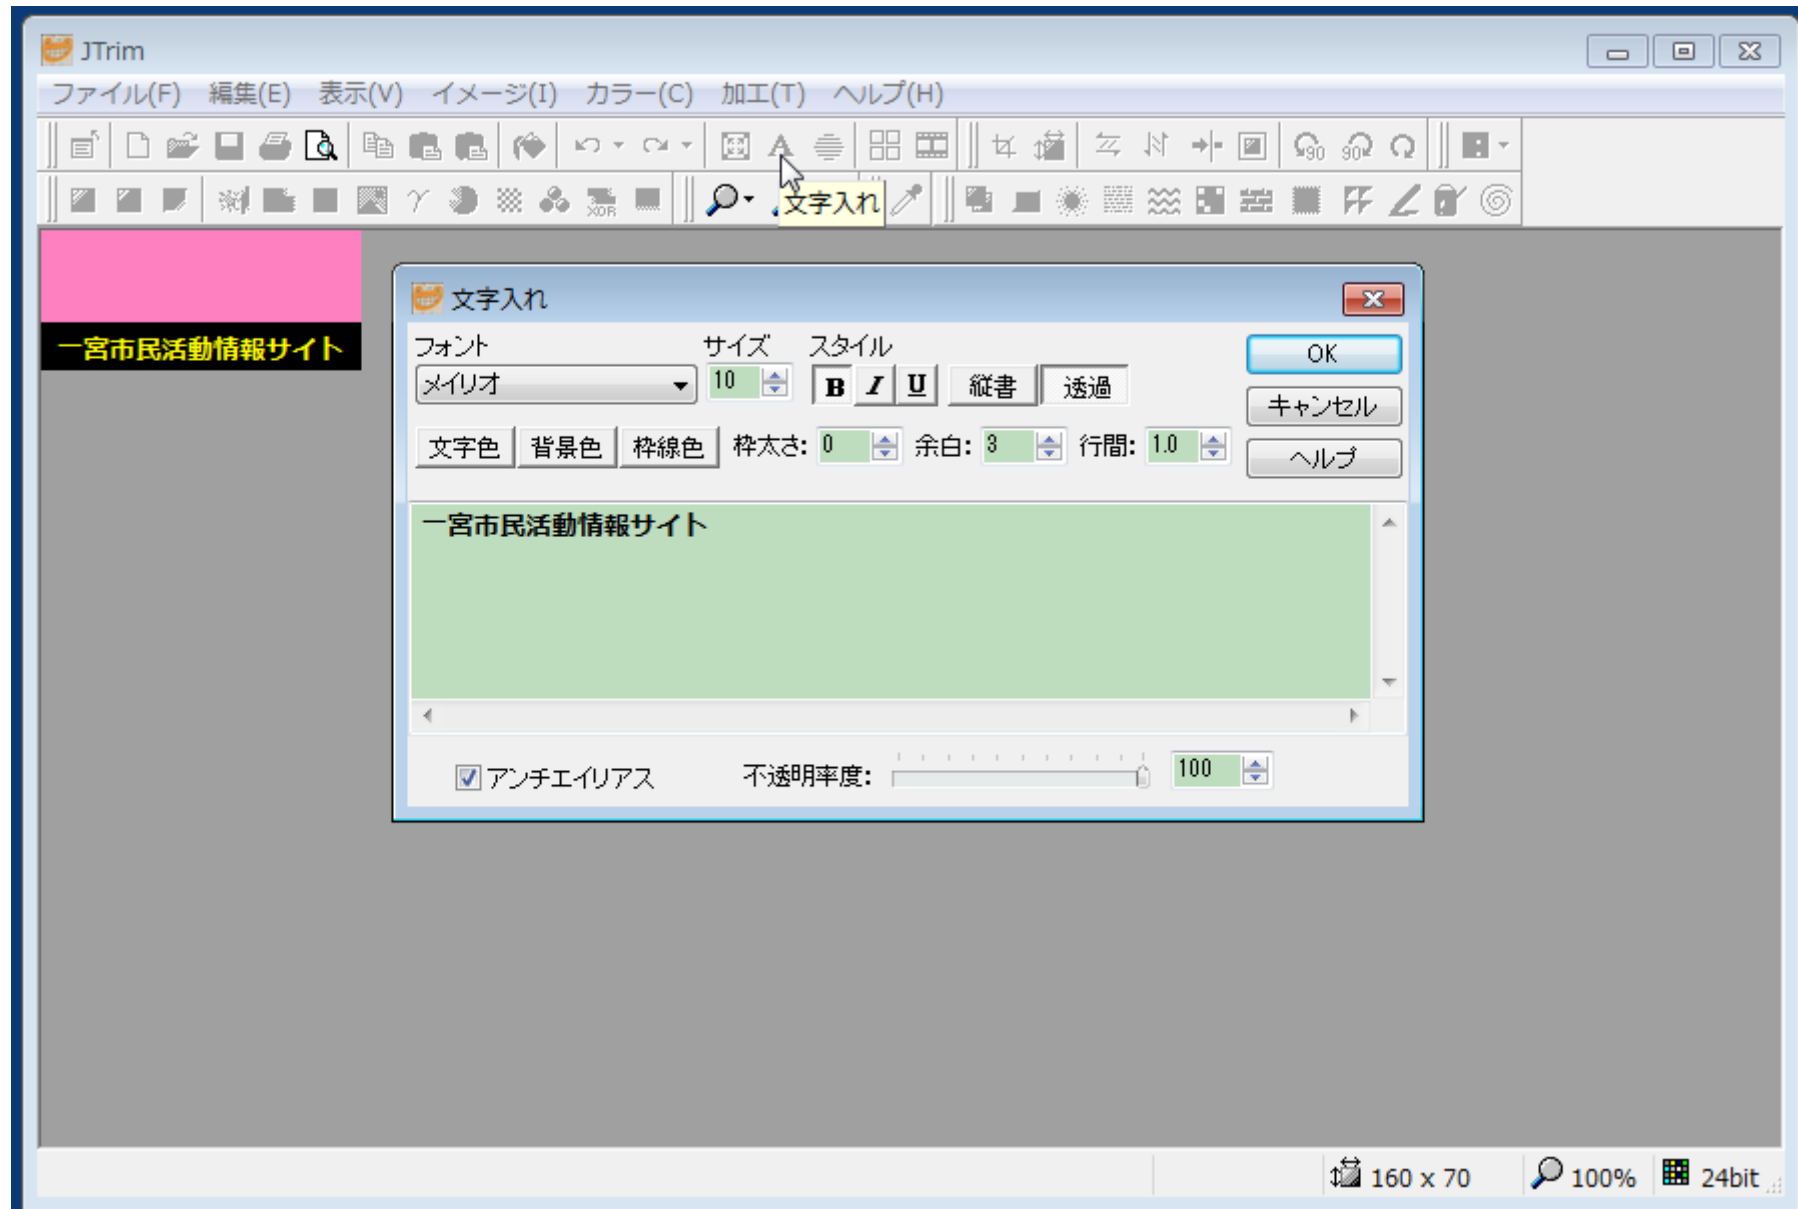 JTrim
ファイル(F) 編集(E) 表示(V) イメージ(I) カラー(C) 加工(T) ヘルプ(H)
A 90 90
XOR 文字入れ
一宮市民活動情報サイト
文字入れ
フォント サイズ スタイル OK
メイリオ 10 B I U 縦書 透過 キャンセル
文字色 背景色 枠線色 枠太さ: 0 余白: 3 行間: 1.0 ヘルプ
一宮市民活動情報サイト
アンチエイリアス 不透明率度: 100
160 x 70 100% 24bit